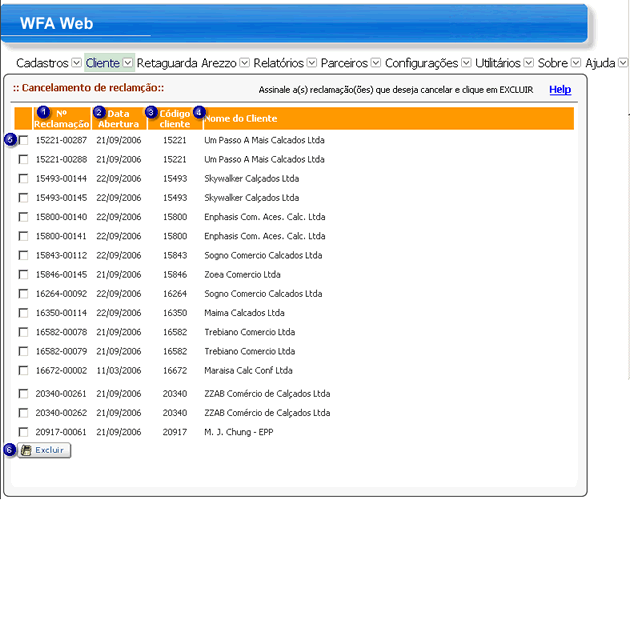 WFA Web
Cadastros Cliente Retaguarda Arezzo Relatórios Parceiros Configurações Utilitários Sobre Ajuda
:: Cancelamento de reclamção:: Assinale a(s) reclamação(ões) que deseja cancelar e clique em EXCLUIR Help
1 Nº Reclamação 2 Data Abertura 3 Código cliente 4 Nome do Cliente
5 15221-00287 21/09/2006 15221 Um Passo A Mais Calcados Ltda
15221-00288 21/09/2006 15221 Um Passo A Mais Calcados Ltda
15493-00144 22/09/2006 15493 Skywalker Calçados Ltda
15493-00145 22/09/2006 15493 Skywalker Calçados Ltda
15800-00140 22/09/2006 15800 Enphasis Com. Aces. Calc. Ltda
15800-00141 22/09/2006 15800 Enphasis Com. Aces. Calc. Ltda
15843-00112 22/09/2006 15843 Sogno Comercio Calcados Ltda
15846-00145 21/09/2006 15846 Zoea Comercio Ltda
16264-00092 22/09/2006 16264 Sogno Comercio Calcados Ltda
16350-00114 22/09/2006 16350 Maima Calcados Ltda
16582-00078 21/09/2006 16582 Trebiano Comercio Ltda
16582-00079 21/09/2006 16582 Trebiano Comercio Ltda
16672-00002 11/03/2006 16672 Maraisa Calc Conf Ltda
20340-00261 21/09/2006 20340 ZZAB Comércio de Calçados Ltda
20340-00262 21/09/2006 20340 ZZAB Comércio de Calçados Ltda
20917-00061 21/09/2006 20917 M. J. Chung - EPP
6 Excluir